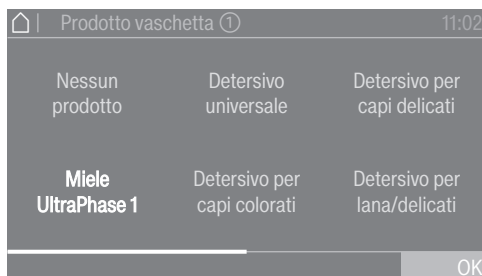 Prodotto vaschetta ① 11:02
Nessun Detersivo Detersivo per
prodotto universale capi delicati
Miele Detersivo per Detersivo per
UltraPhase 1 capi colorati lana/delicati
OK